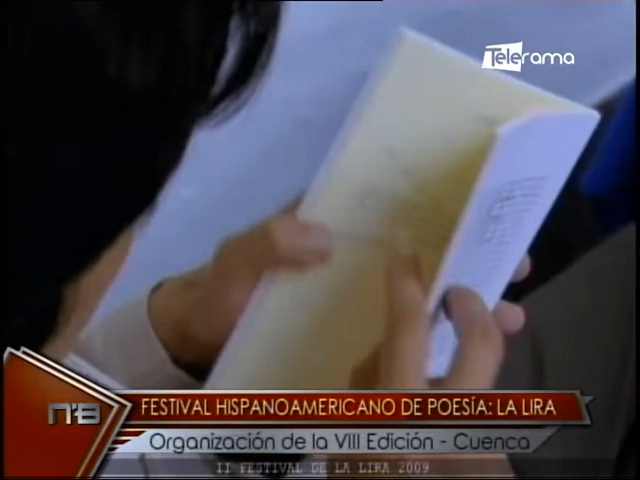 Telerama
N'B
FESTIVAL HISPANOAMERICANO DE POESÍA: LA LIRA
Organización de la VIII Edición - Cuenca
II FESTIVAL DE LA LIRA 2009